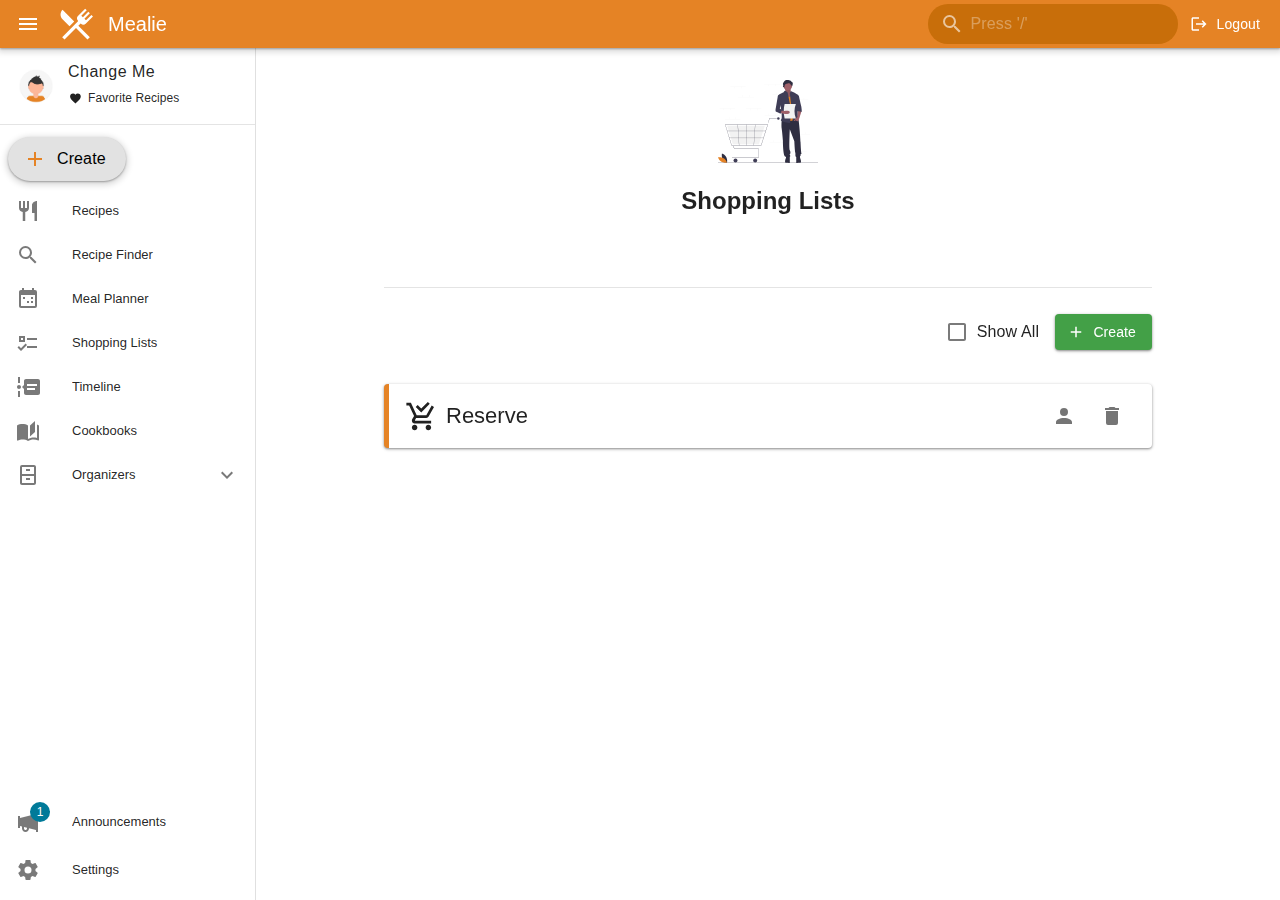 Mealie
Press '/'
Logout
Change Me
Favorite Recipes
Create
Recipes
Recipe Finder
Meal Planner
Shopping Lists
Timeline
Cookbooks
Organizers
1
Announcements
Settings
Shopping Lists
Show All
Create
Reserve